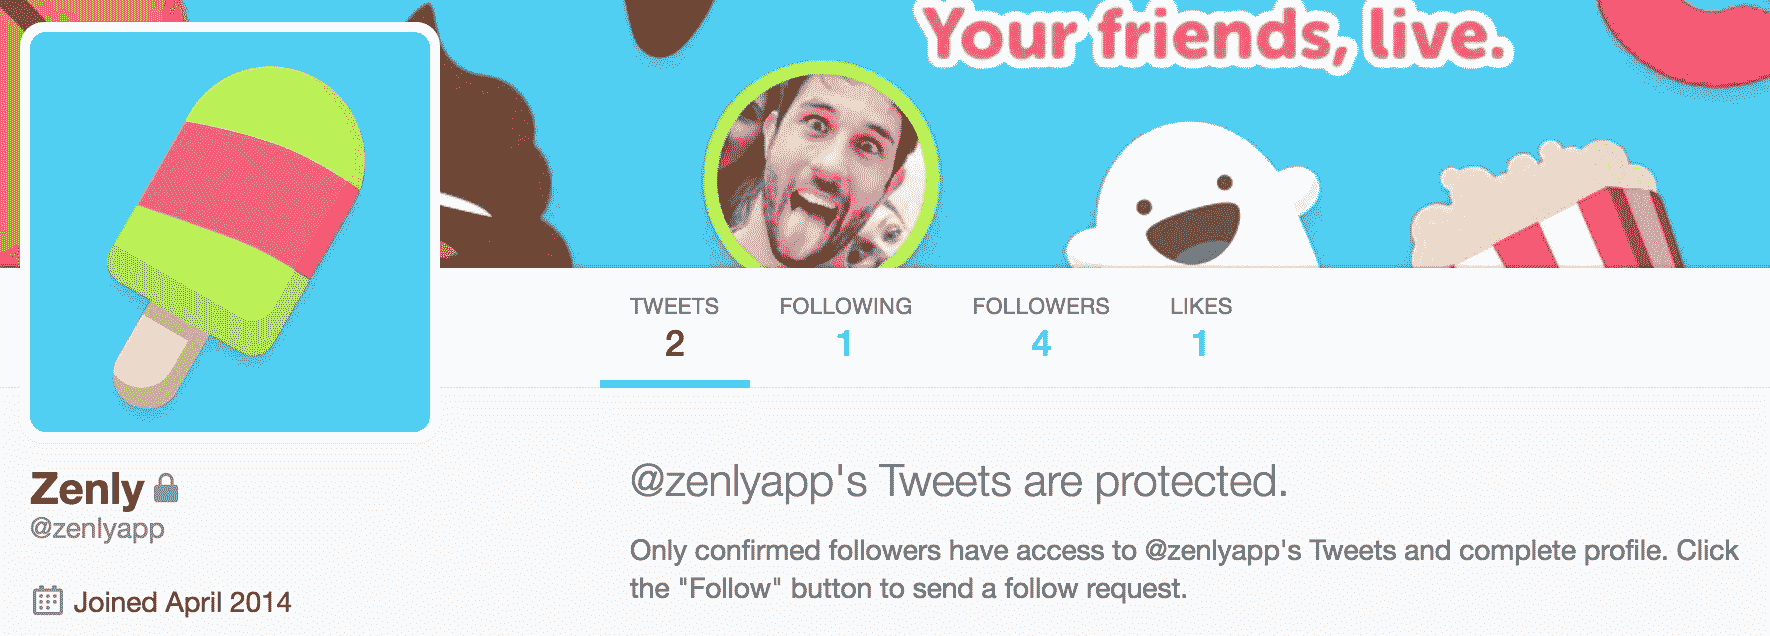 Your friends, live.
TWEETS FOLLOWING FOLLOWERS LIKES
2 1 4 1
Zenly
@zenlyapp
Joined April 2014
@zenlyapp's Tweets are protected.
Only confirmed followers have access to @zenlyapp's Tweets and complete profile. Click
the "Follow" button to send a follow request.